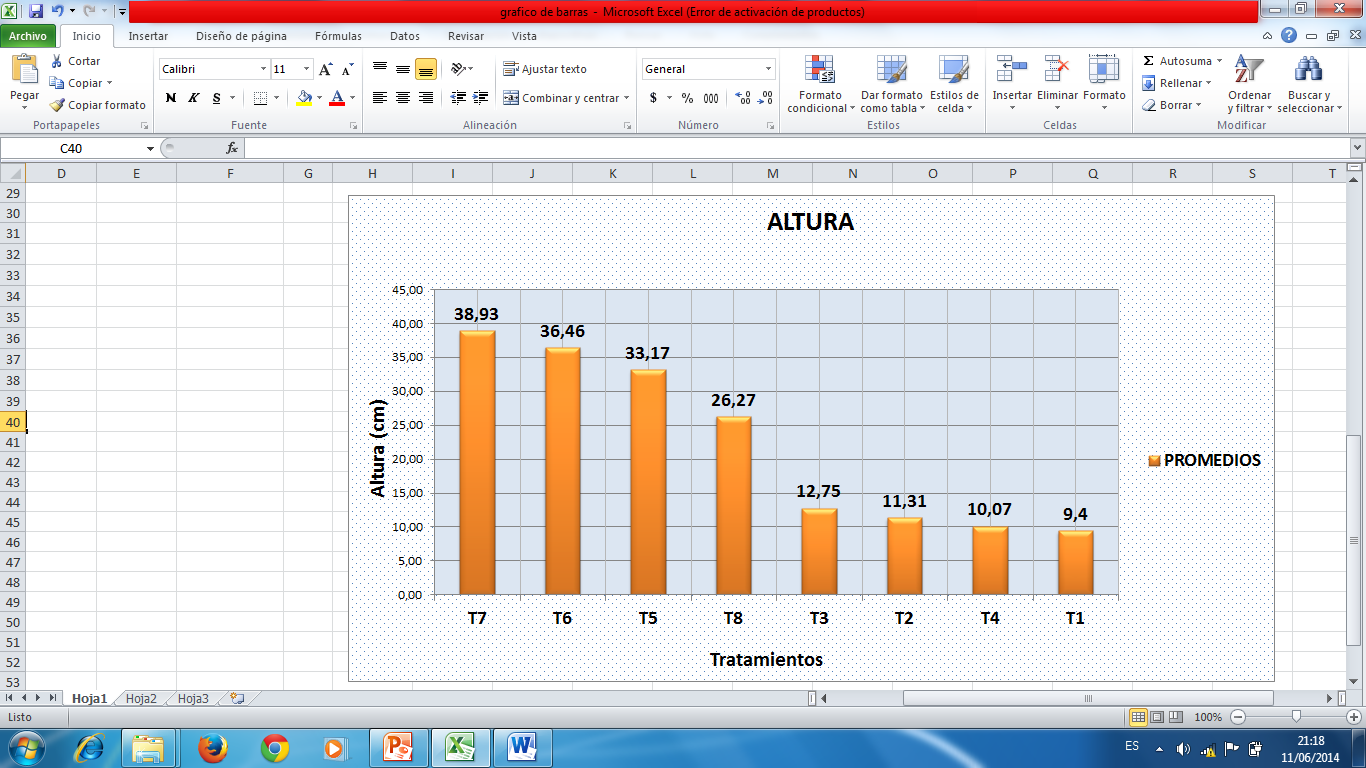 grafico de barras - Microsoft Excel (Error de activación de productos)
Archivo Inicio Insertar Diseño de página Fórmulas Datos Revisar Vista
Pegar
Cortar
Copiar
Copiar formato
Portapapeles
Calibri 11
N K S
A
Fuente
Ajustar texto
Combinar y centrar
Alineación
General
$ % 000
Número
Formato condicional
Dar formato como tabla
Estilos de celda
Estilos
Insertar
Eliminar
Formato
Celdas
Σ Autosuma
Rellenar
Borrar
Ordenar y filtrar
Buscar y seleccionar
Modificar
C40 fx
D E F G H I J K L M N O P Q R S T
29
30
31
32
33
34
35
36
37
38
39
40
41
42
43
44
45
46
47
48
49
50
51
52
53
ALTURA
Altura (cm)
45,00
40,00
35,00
30,00
25,00
20,00
15,00
10,00
5,00
0,00
38,93
36,46
33,17
26,27
12,75
11,31
10,07
9,4
T7 T6 T5 T8 T3 T2 T4 T1
Tratamientos
PROMEDIOS
Hoja1 Hoja2 Hoja3
Listo
100%
ES
21:18
11/06/2014